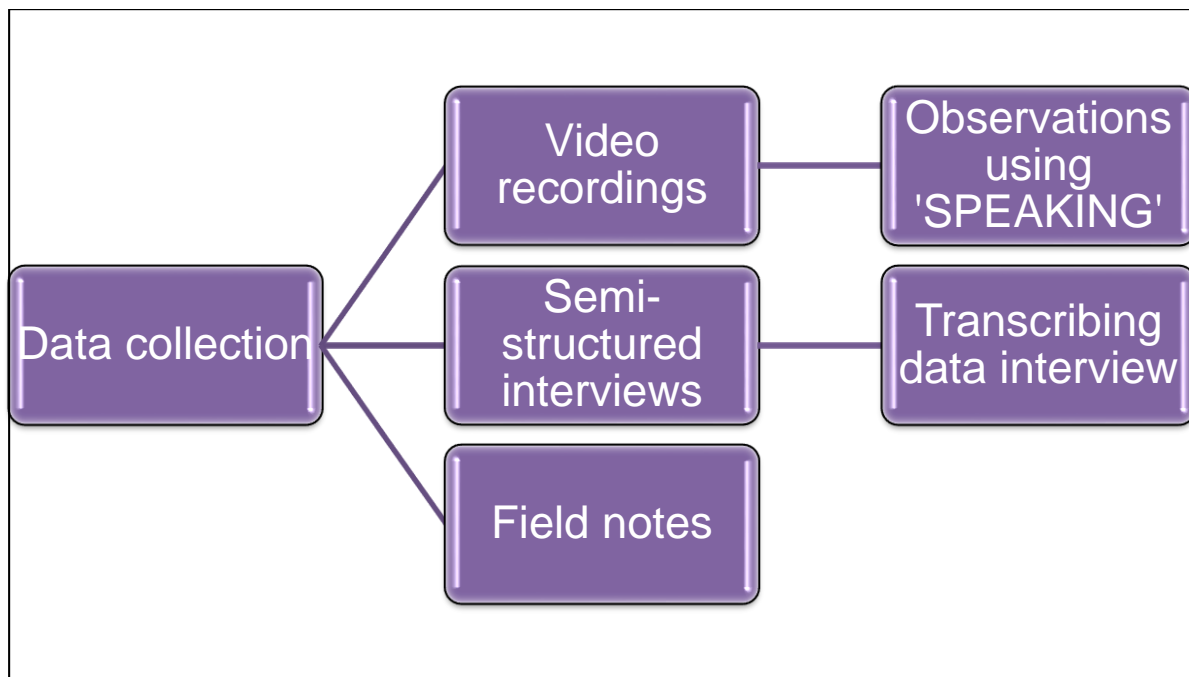 Video
recordings
Observations
using
'SPEAKING'
Data collection
Semi-
structured
interviews
Transcribing
data interview
Field notes